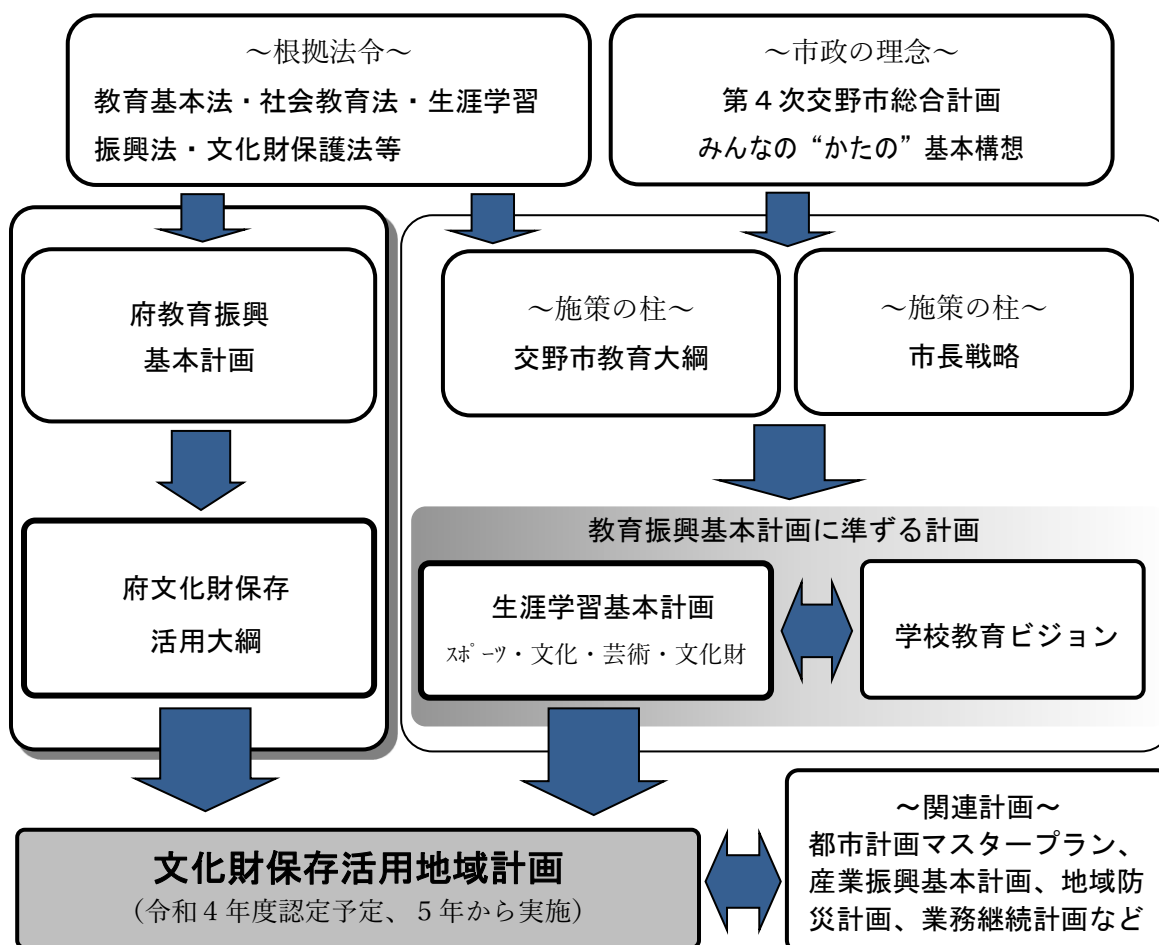 ～根拠法令～
教育基本法・社会教育法・生涯学習
振興法・文化財保護法等
～市政の理念～
第４次交野市総合計画
みんなの“かたの”基本構想
府教育振興
基本計画
～施策の柱～
交野市教育大綱
～施策の柱～
市長戦略
教育振興基本計画に準ずる計画
府文化財保存
活用大綱
生涯学習基本計画
ｽﾎﾟｰﾂ・文化・芸術・文化財
学校教育ビジョン
文化財保存活用地域計画
（令和４年度認定予定、５年から実施）
～関連計画～
都市計画マスタープラン、
産業振興基本計画、地域防
災計画、業務継続計画など